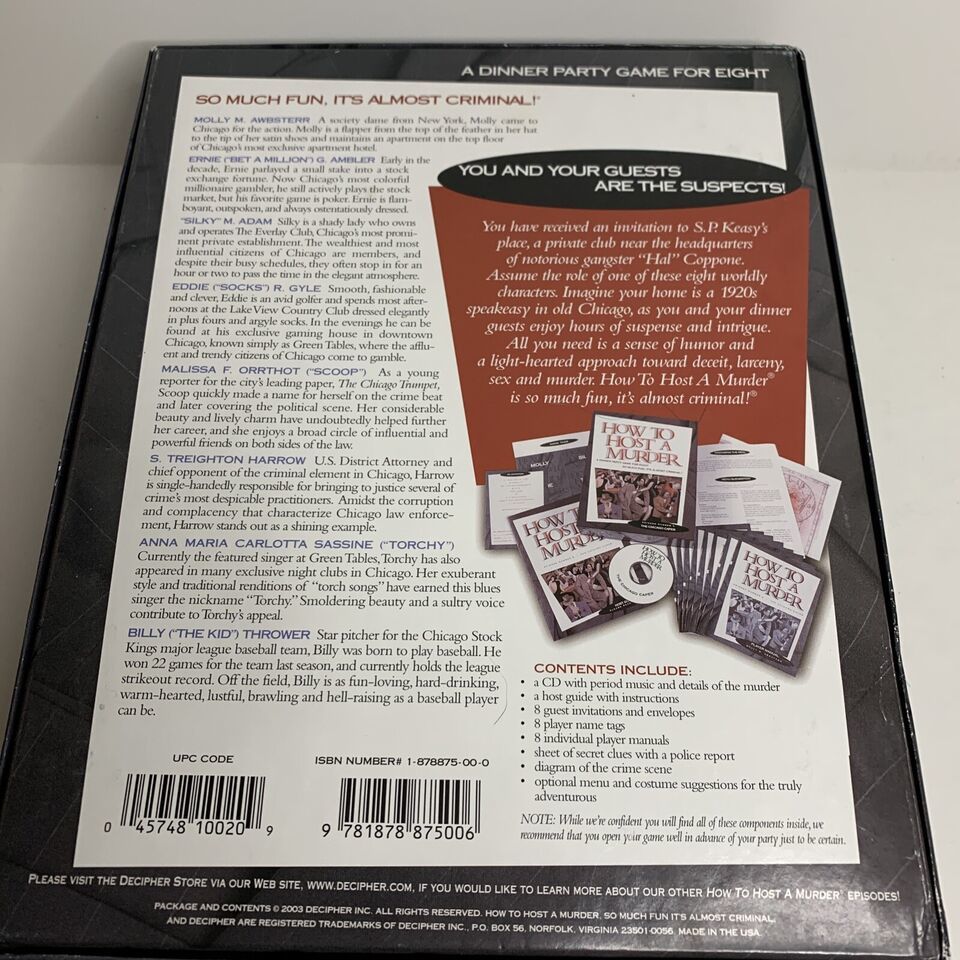 A DINNER PARTY GAME FOR EIGHT
SO MUCH FUN, IT'S ALMOST CRIMINAL!®
MOLLY M. AWBSTERR A society dame from New York, Molly came to
Chicago for the action. Molly is a flapper from the top of the feather in her hat
to the tip of her satin shoes and maintains an apartment on the top floor
of Chicago's most exclusive apartment hotel.
ERNIE ("BET A MILLION") G. AMBLER Early in the
decade, Ernie parlayed a small stake into a stock
exchange fortune. Now Chicago's most colorful
millionaire gambler, he still actively plays the stock
market, but his favorite game is poker. Ernie is flam-
boyant, outspoken, and always ostentatiously dressed.
"SILKY" M. ADAM Silky is a shady lady who owns
and operates The Everlay Club, Chicago's most promi-
nent private establishment. The wealthiest and most
influential citizens of Chicago are members, and
despite their busy schedules, they often stop in for an
hour or two to pass the time in the elegant atmosphere.
EDDIE ("SOCKS") R. GYLE Smooth, fashionable
and clever, Eddie is an avid golfer and spends most after-
noons at the Lake View Country Club dressed elegantly
in plus fours and argyle socks. In the evenings he can be
found at his exclusive gaming house in downtown
Chicago, known simply as Green Tables, where the afflu-
ent and trendy citizens of Chicago come to gamble.
MALISSA F. ORRTHOT ("SCOOP") As a young
reporter for the city's leading paper, The Chicago Trumpet,
Scoop quickly made a name for herself on the crime beat
and later covering the political scene. Her considerable
beauty and lively charm have undoubtedly helped further
her career, and she enjoys a broad circle of influential and
powerful friends on both sides of the law.
S. TREIGHTON HARROW U.S. District Attorney and
chief opponent of the criminal element in Chicago, Harrow
is single-handedly responsible for bringing to justice several of
crime's most despicable practitioners. Amidst the corruption
and complacency that characterize Chicago law enforce-
ment, Harrow stands out as a shining example.
ANNA MARIA CARLOTTA SASSINE ("TORCHY")
Currently the featured singer at Green Tables, Torchy has also
appeared in many exclusive night clubs in Chicago. Her exuberant
style and traditional renditions of "torch songs" have earned this blues
singer the nickname "Torchy." Smoldering beauty and a sultry voice
contribute to Torchy's appeal.
BILLY ("THE KID") THROWER Star pitcher for the Chicago Stock
Kings major league baseball team, Billy was born to play baseball. He
won 22 games for the team last season, and currently holds the league
strikeout record. Off the field, Billy is as fun-loving, hard-drinking,
warm-hearted, lustful, brawling and hell-raising as a baseball player
can be.
YOU AND YOUR GUESTS
ARE THE SUSPECTS!
You have received an invitation to S.P. Keasy's
place, a private club near the headquarters
of notorious gangster "Hal" Coppone.
Assume the role of one of these eight worldly
characters. Imagine your home is a 1920s
speakeasy in old Chicago, as you and your dinner
guests enjoy hours of suspense and intrigue.
All you need is a sense of humor and
a light-hearted approach toward deceit, larceny,
sex and murder. How To Host A Murder®
is so much fun, it's almost criminal!®
MOLLY
HOW TO
HOST A
MURDER
THE CHICAGO CAPER
HOW TO
HOST A
MURDER
HOW TO
HOST A
MURDER
THE CHICAGO CAPER
HOW TO
HOST A
MURDER
PLAYER MANUAL
CONTENTS INCLUDE:
• a CD with period music and details of the murder
• a host guide with instructions
• 8 guest invitations and envelopes
• 8 player name tags
• 8 individual player manuals
• sheet of secret clues with a police report
• diagram of the crime scene
• optional menu and costume suggestions for the truly
adventurous
NOTE: While we're confident you will find all of these components inside, we
recommend that you open your game well in advance of your party just to be certain.
UPC CODE
0 45748 10020 9
ISBN NUMBER# 1-878875-00-0
9 781878 875006
PLEASE VISIT THE DECIPHER STORE VIA OUR WEB SITE, WWW.DECIPHER.COM, IF YOU WOULD LIKE TO LEARN MORE ABOUT OUR OTHER HOW TO HOST A MURDER® EPISODES!
PACKAGE AND CONTENTS © 2003 DECIPHER INC. ALL RIGHTS RESERVED. HOW TO HOST A MURDER, SO MUCH FUN IT'S ALMOST CRIMINAL,
AND DECIPHER ARE REGISTERED TRADEMARKS OF DECIPHER INC., P.O. BOX 56, NORFOLK, VIRGINIA 23501-0056. MADE IN THE USA.